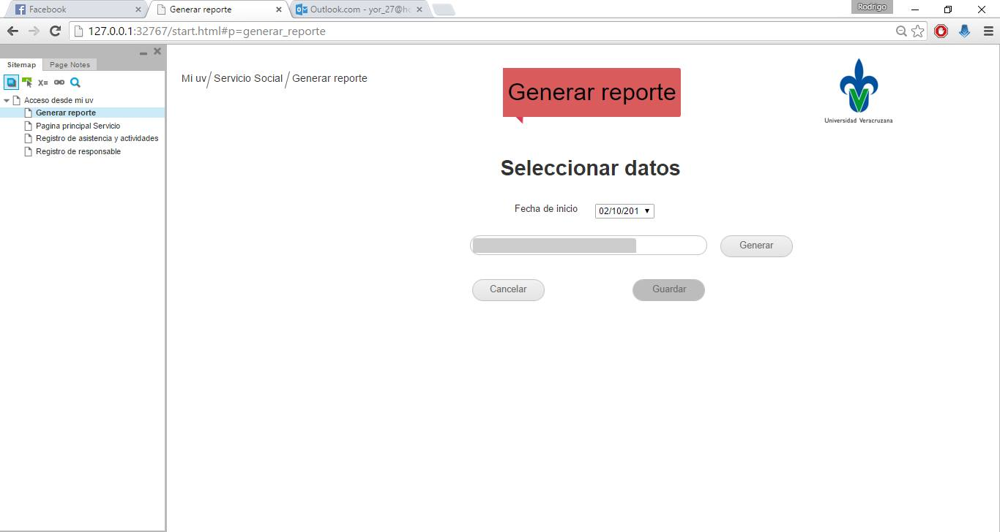 Facebook
Generar reporte
Outlook.com - yor_27@ho
Rodrigo
127.0.0.1:32767/start.html#p=generar_reporte
Sitemap
Page Notes
X=
Acceso desde mi uv
Generar reporte
Pagina principal Servicio
Registro de asistencia y actividades
Registro de responsable
Mi uv / Servicio Social / Generar reporte
Generar reporte
Universidad Veracruzana
Seleccionar datos
Fecha de inicio
02/10/201
Generar
Cancelar
Guardar